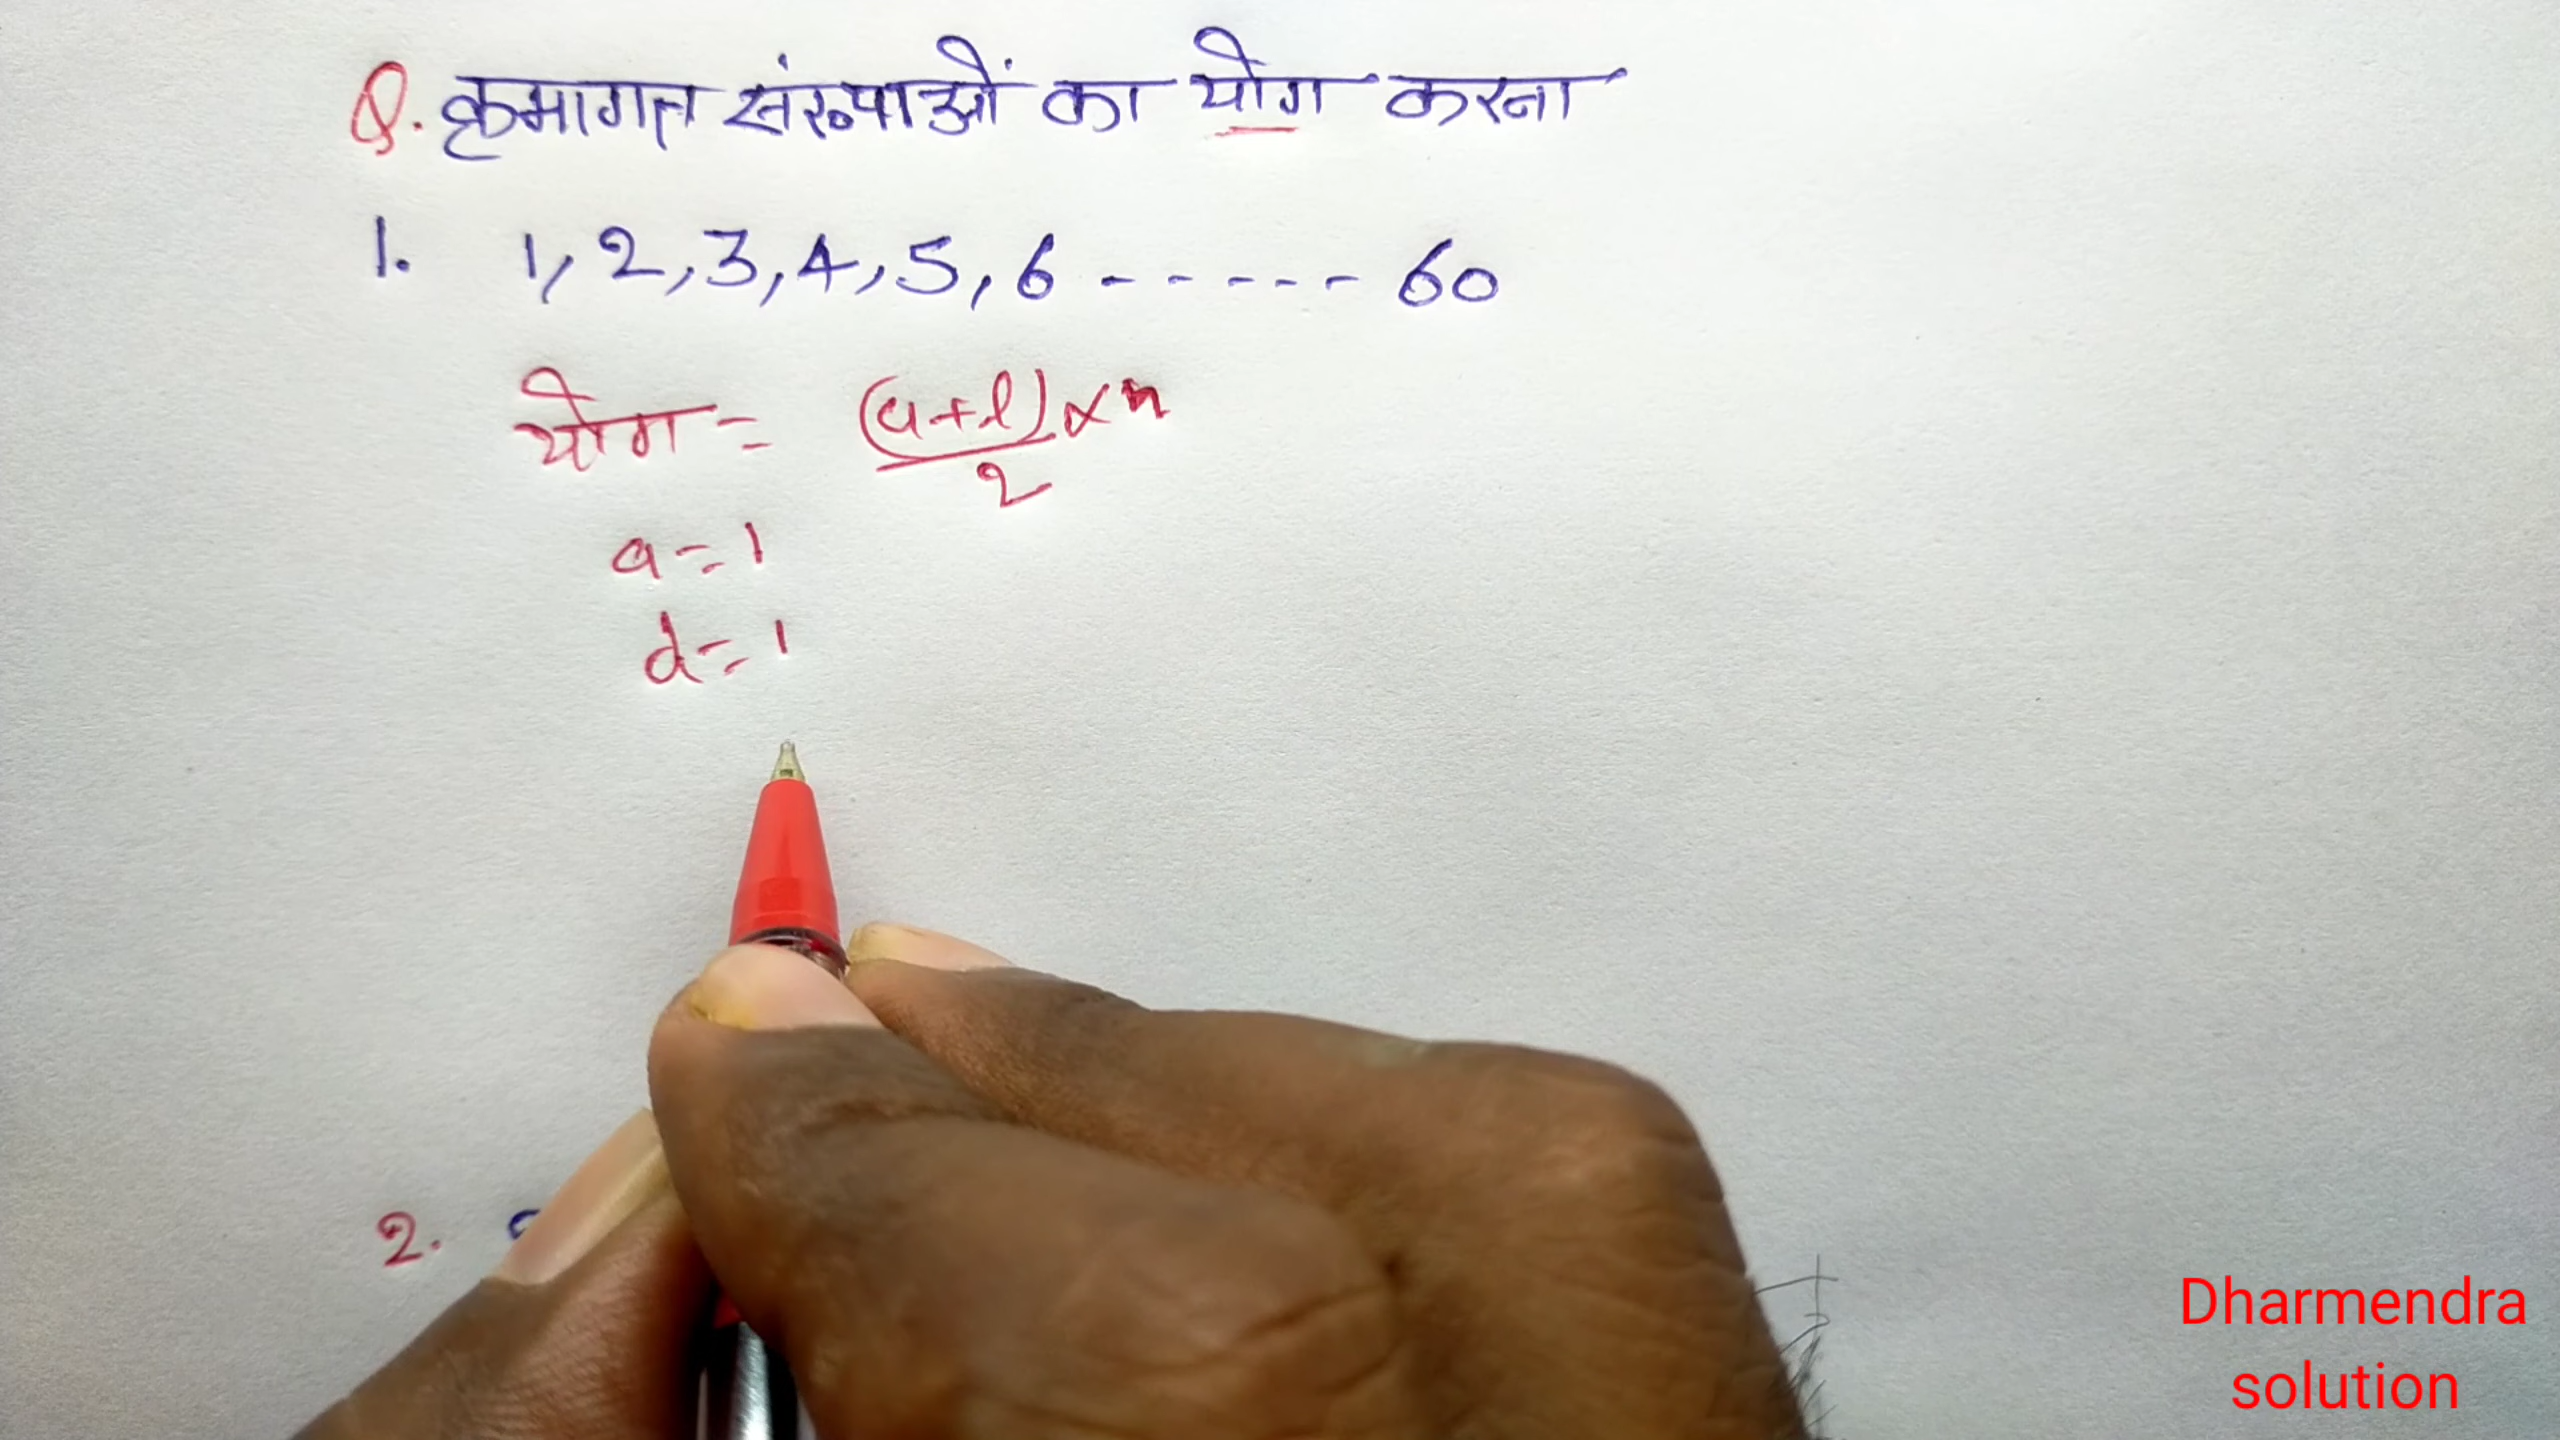 Q. क्रमागत संख्याओं का योग करना
1. 1, 2, 3, 4, 5, 6 ------ 60
योग = (a+l)×n
2
a=1
d=1
2.
Dharmendra
solution